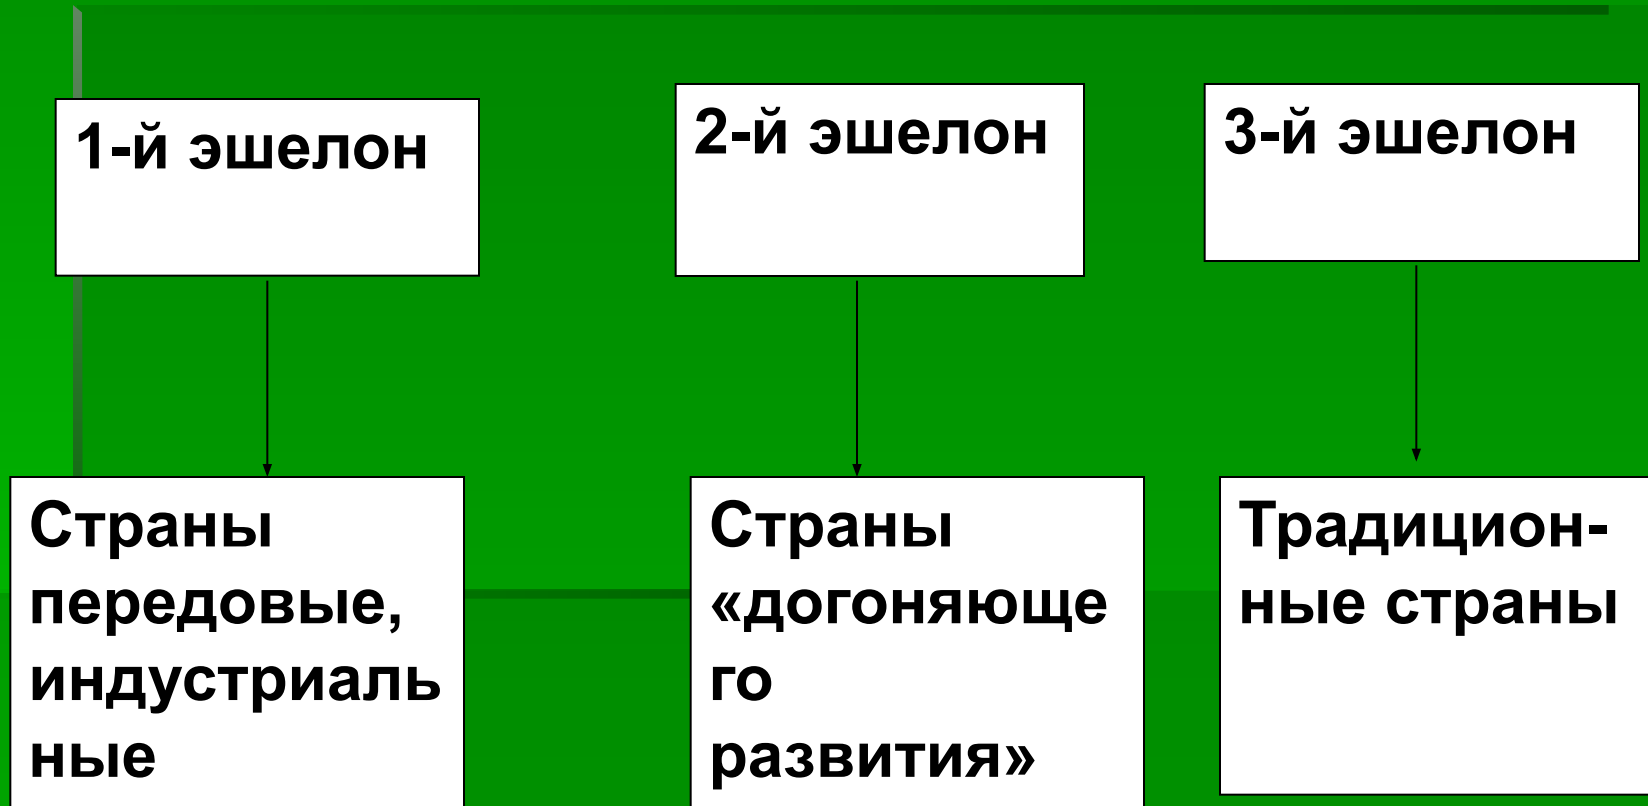 1-й эшелон
2-й эшелон
3-й эшелон
Страны
передовые,
индустриаль
ные
Страны
«догоняюще
го
развития»
Традицион-
ные страны